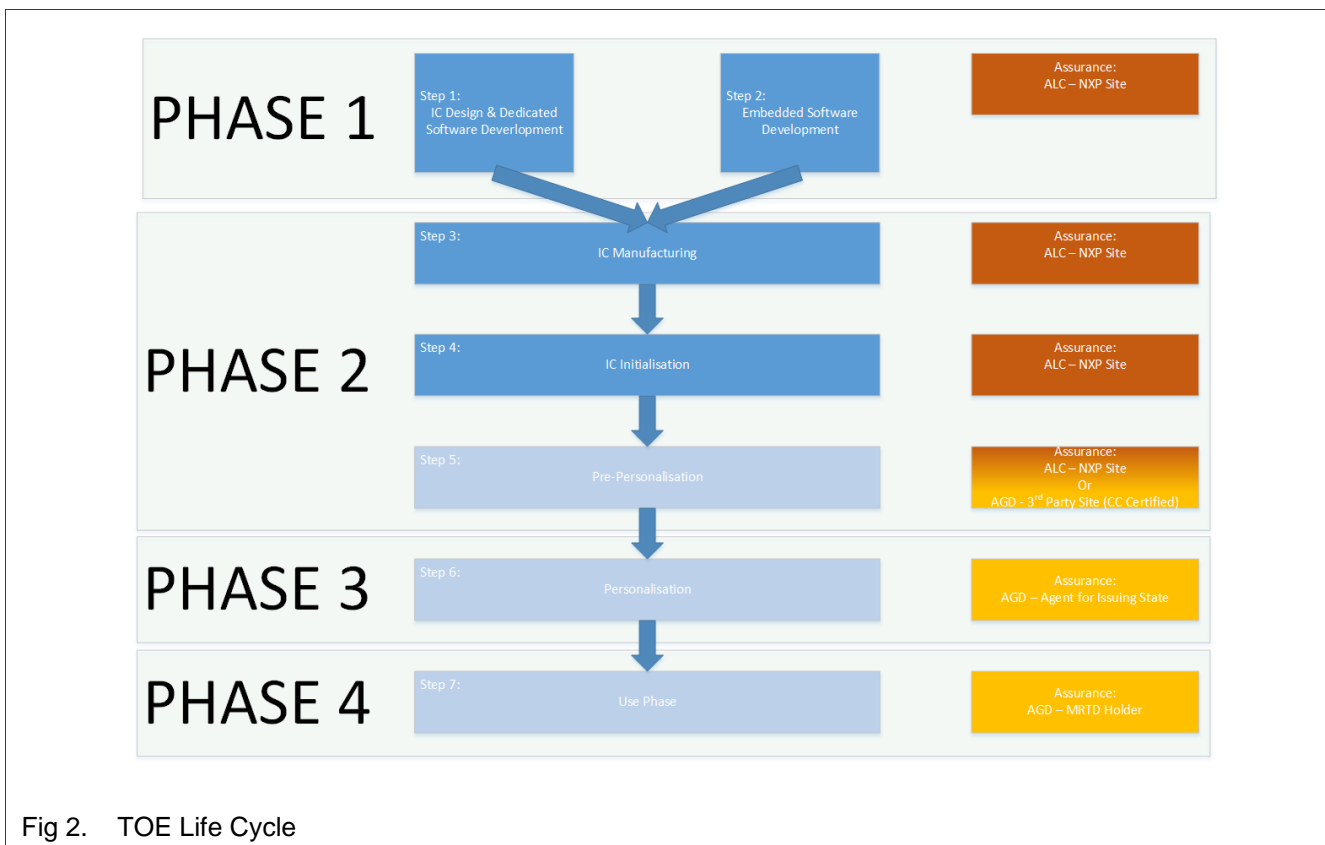 PHASE 1
Step 1:
IC Design & Dedicated
Software Deverlopment
Step 2:
Embedded Software
Development
Assurance:
ALC – NXP Site
PHASE 2
Step 3:
IC Manufacturing
Assurance:
ALC – NXP Site
Step 4:
IC Initialisation
Assurance:
ALC – NXP Site
Step 5:
Pre-Personalisation
Assurance:
ALC – NXP Site
Or
AGD - 3rd Party Site (CC Certified)
PHASE 3
Step 6:
Personalisation
Assurance:
AGD – Agent for Issuing State
PHASE 4
Step 7:
Use Phase
Assurance:
AGD – MRTD Holder
Fig 2. TOE Life Cycle